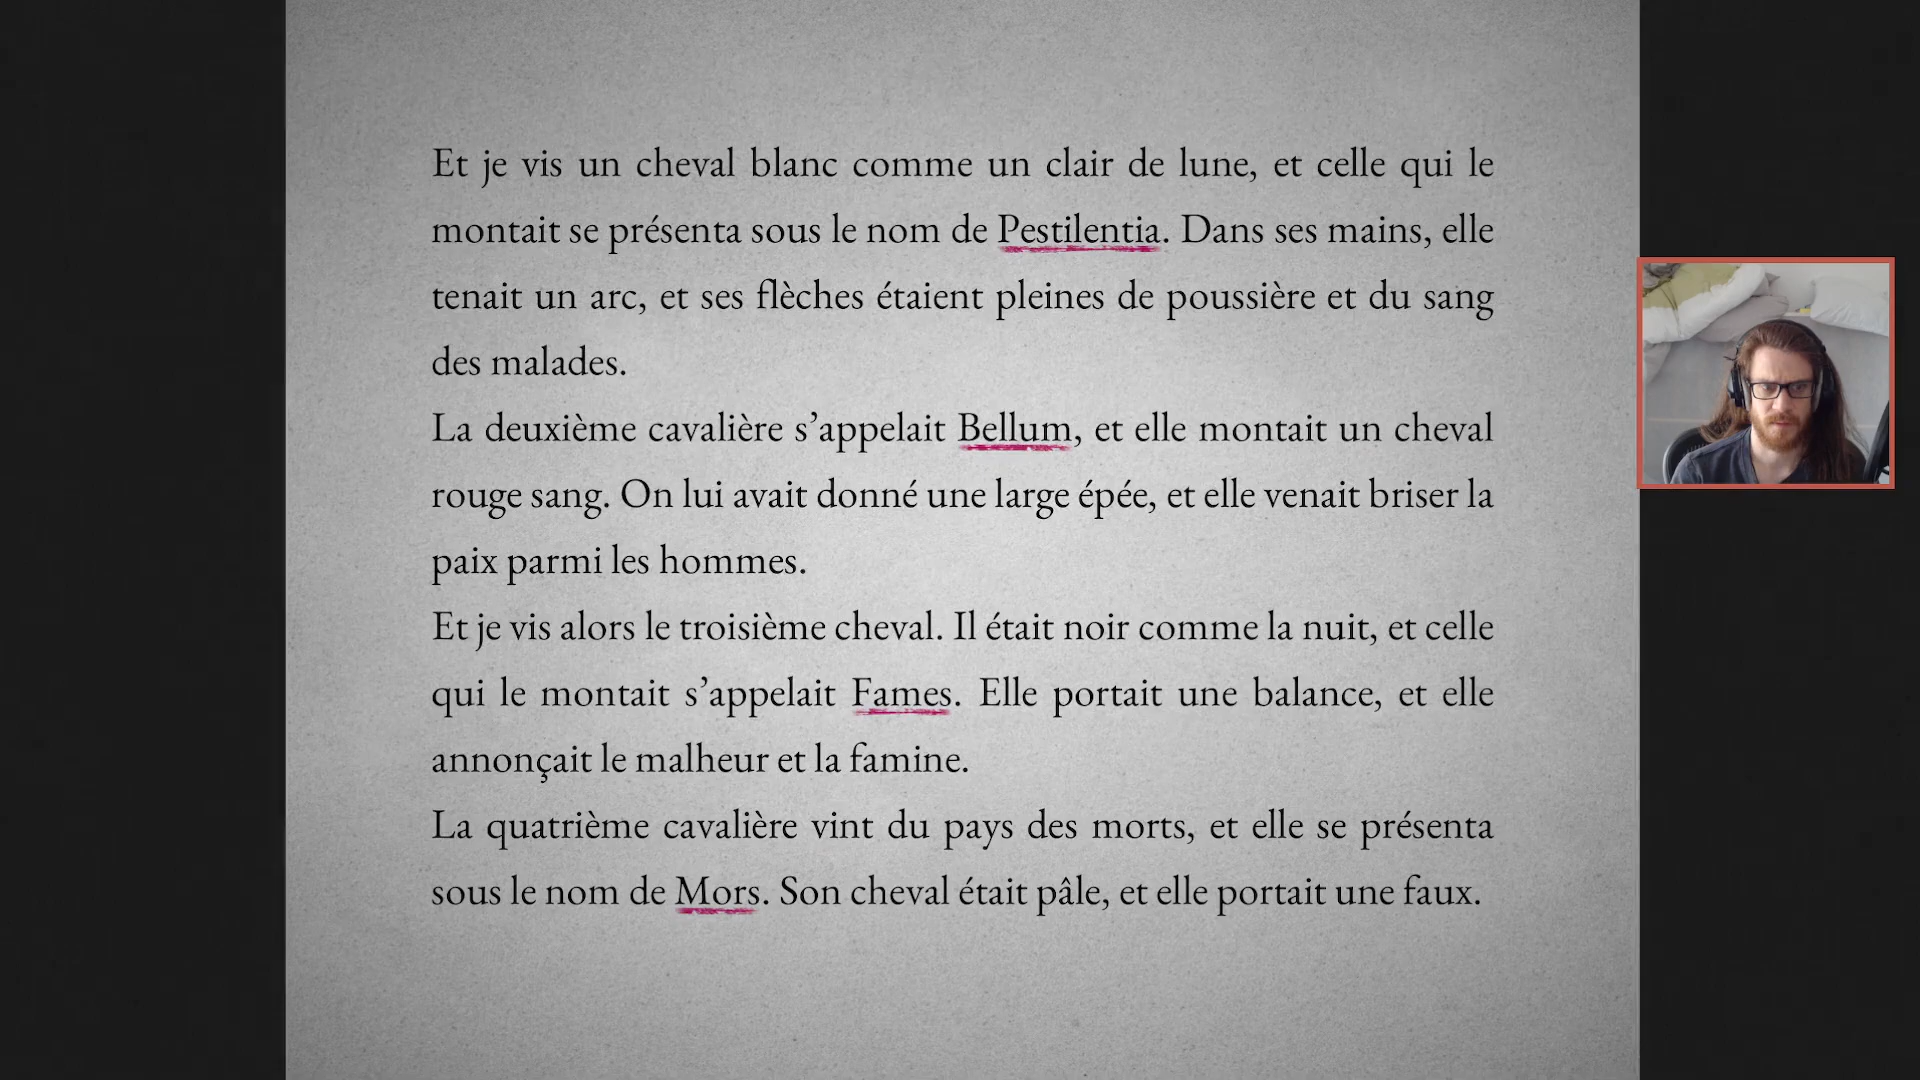 Et je vis un cheval blanc comme un clair de lune, et celle qui le
montait se présenta sous le nom de Pestilentia. Dans ses mains, elle
tenait un arc, et ses flèches étaient pleines de poussière et du sang
des malades.
La deuxième cavalière s’appelait Bellum, et elle montait un cheval
rouge sang. On lui avait donné une large épée, et elle venait briser la
paix parmi les hommes.
Et je vis alors le troisième cheval. Il était noir comme la nuit, et celle
qui le montait s’appelait Fames. Elle portait une balance, et elle
annonçait le malheur et la famine.
La quatrième cavalière vint du pays des morts, et elle se présenta
sous le nom de Mors. Son cheval était pâle, et elle portait une faux.